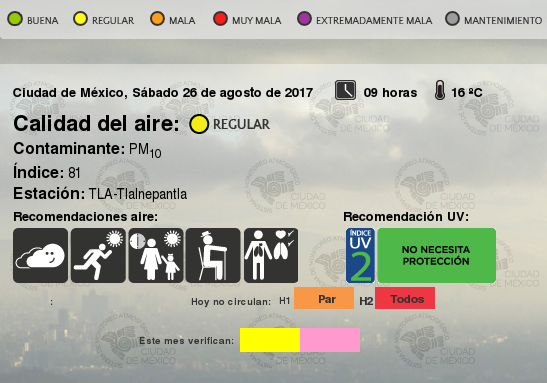 BUENA REGULAR MALA MUY MALA EXTREMADAMENTE MALA MANTENIMIENTO
Ciudad de México, Sábado 26 de agosto de 2017 09 horas 16 ºC
Calidad del aire: REGULAR
Contaminante: PM10
Índice: 81
Estación: TLA-Tlalnepantla
Recomendaciones aire: Recomendación UV:
ÍNDICE UV 2 NO NECESITA PROTECCIÓN
: Hoy no circulan: H1 Par H2 Todos
Este mes verifican:
CIUDAD DE MÉXICO